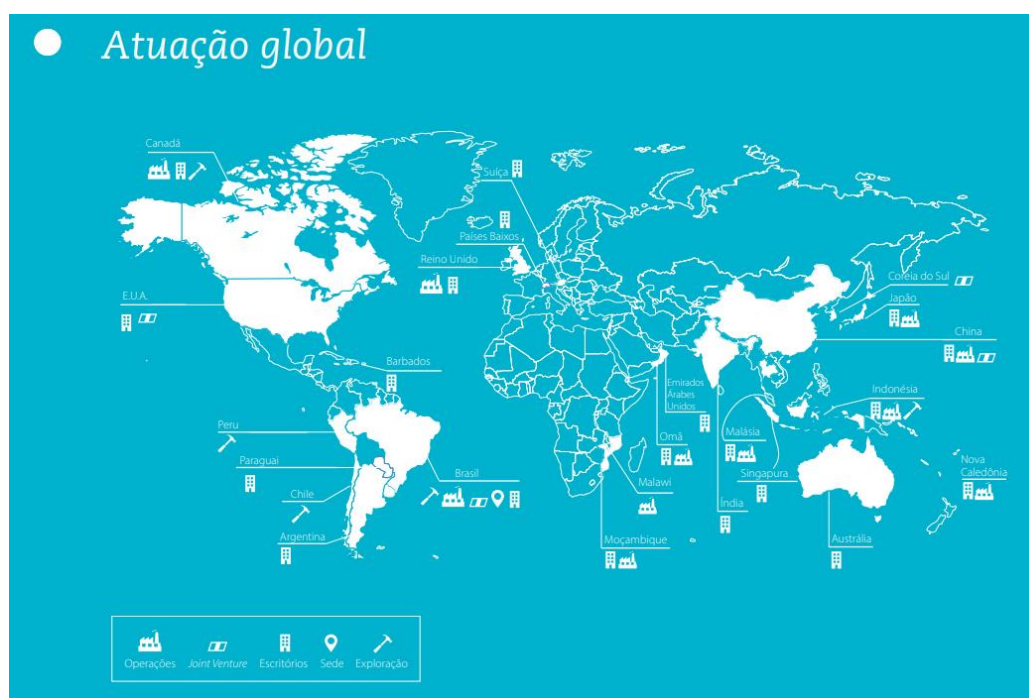 Atuação global
Canadá
Suíça
Países Baixos
Reino Unido
Coreia do Sul
E.U.A.
Japão
China
Barbados
Emirados
Árabes
Unidos
Indonésia
Peru
Omã
Malásia
Paraguai
Brasil
Singapura
Nova
Caledônia
Malawi
Chile
Índia
Argentina
Moçambique
Austrália
Operações
Joint Venture
Escritórios
Sede
Exploração